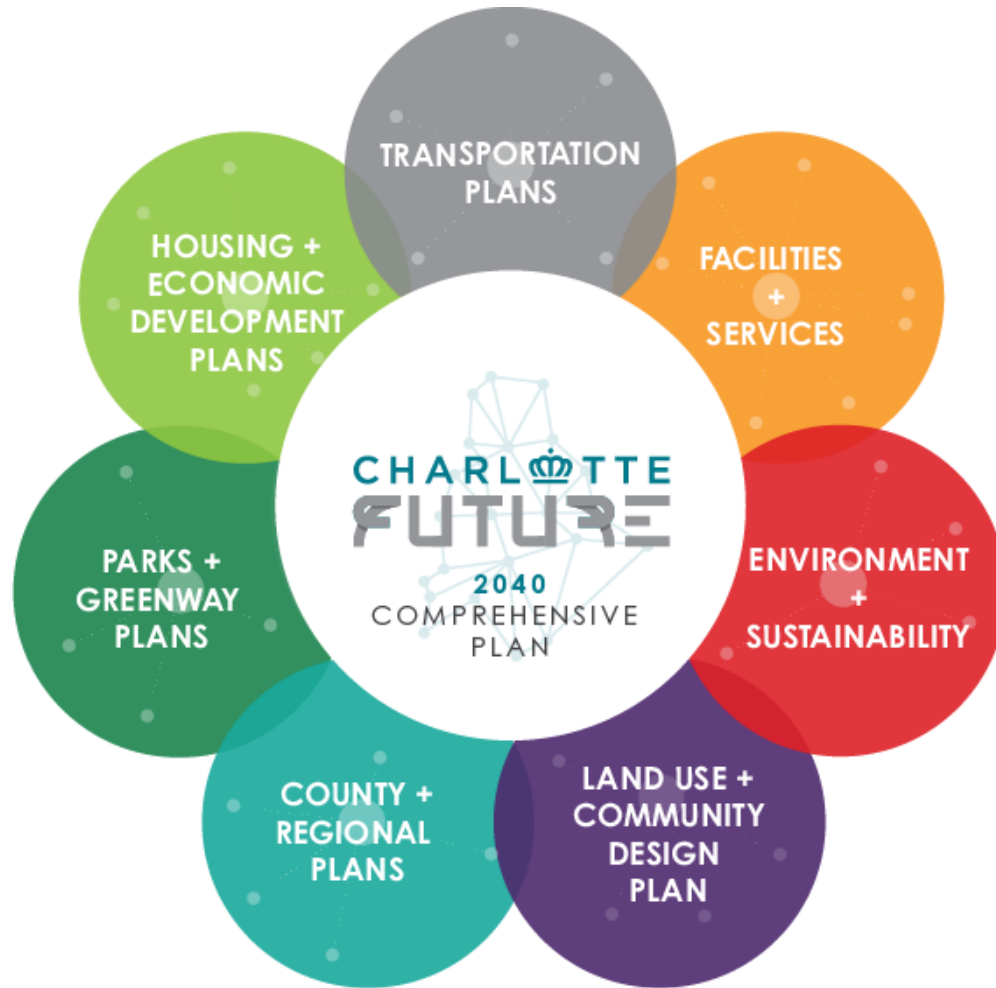 TRANSPORTATION
PLANS
FACILITIES
+
SERVICES
ENVIRONMENT
+
SUSTAINABILITY
LAND USE +
COMMUNITY
DESIGN
PLAN
COUNTY +
REGIONAL
PLANS
PARKS +
GREENWAY
PLANS
HOUSING +
ECONOMIC
DEVELOPMENT
PLANS
CHARLOTTE
FUTURE
2040
COMPREHENSIVE
PLAN